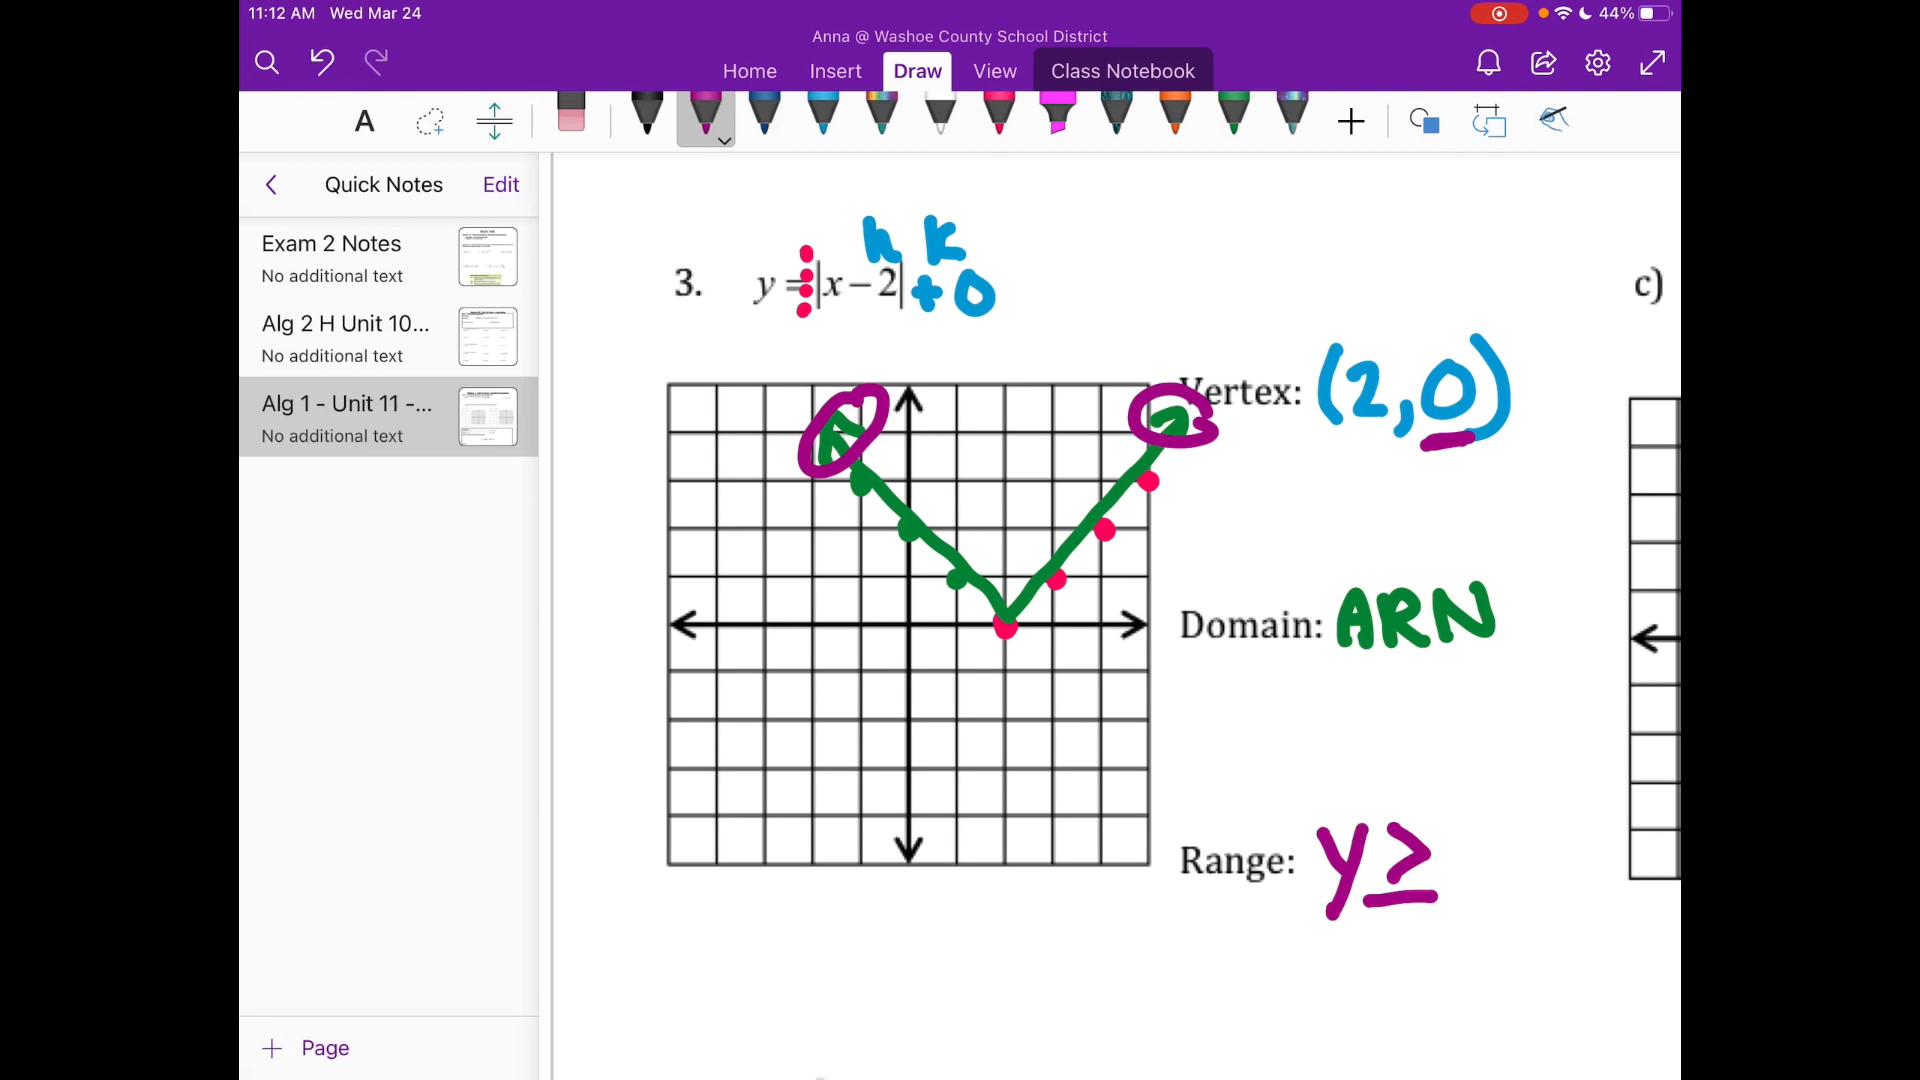 11:12 AM Wed Mar 24
44%
Anna @ Washoe County School District
Home Insert Draw View Class Notebook
A
Quick Notes Edit
Exam 2 Notes
No additional text
Alg 2 H Unit 10...
No additional text
Alg 1 - Unit 11 -...
No additional text
+ Page
h k
3. y = |x − 2| + 0
c)
Vertex: (2,0)
Domain: ARN
Range: y ≥